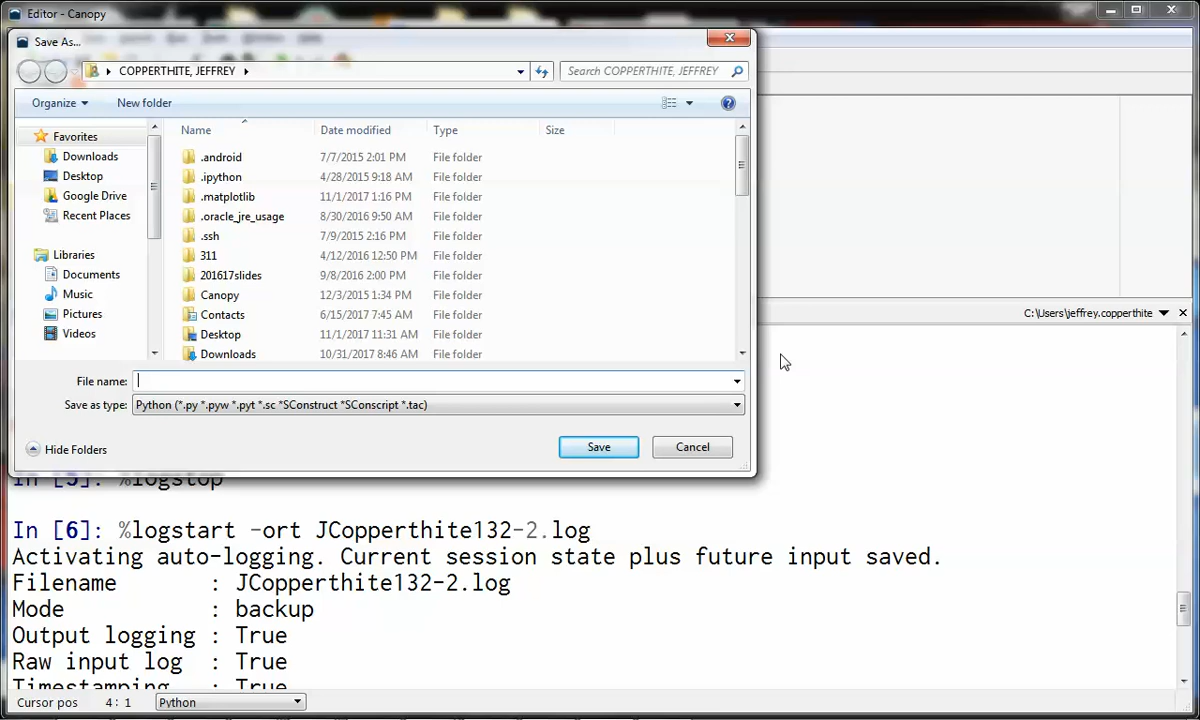 Editor - Canopy
Save As...
COPPERTHITE, JEFFREY
Search COPPERTHITE, JEFFREY
Organize
New folder
Name
Date modified
Type
Size
Favorites
Downloads
Desktop
Google Drive
Recent Places
Libraries
Documents
Music
Pictures
Videos
.android 7/7/2015 2:01 PM File folder
.ipython 4/28/2015 9:18 AM File folder
.matplotlib 11/1/2017 1:16 PM File folder
.oracle_jre_usage 8/30/2016 9:50 AM File folder
.ssh 7/9/2015 2:16 PM File folder
311 4/12/2016 12:50 PM File folder
201617slides 9/8/2016 2:00 PM File folder
Canopy 12/3/2015 1:34 PM File folder
Contacts 6/15/2017 7:45 AM File folder
Desktop 11/1/2017 11:31 AM File folder
Downloads 10/31/2017 8:46 AM File folder
File name:
Save as type: Python (*.py *.pyw *.pyt *.sc *SConstruct *SConscript *.tac)
Hide Folders
Save
Cancel
C:\Users\jeffrey.copperthite
In [5]: %logstop
In [6]: %logstart -ort JCopperthite132-2.log
Activating auto-logging. Current session state plus future input saved.
Filename : JCopperthite132-2.log
Mode : backup
Output logging : True
Raw input log : True
Timestamping : True
Cursor pos 4: 1 Python